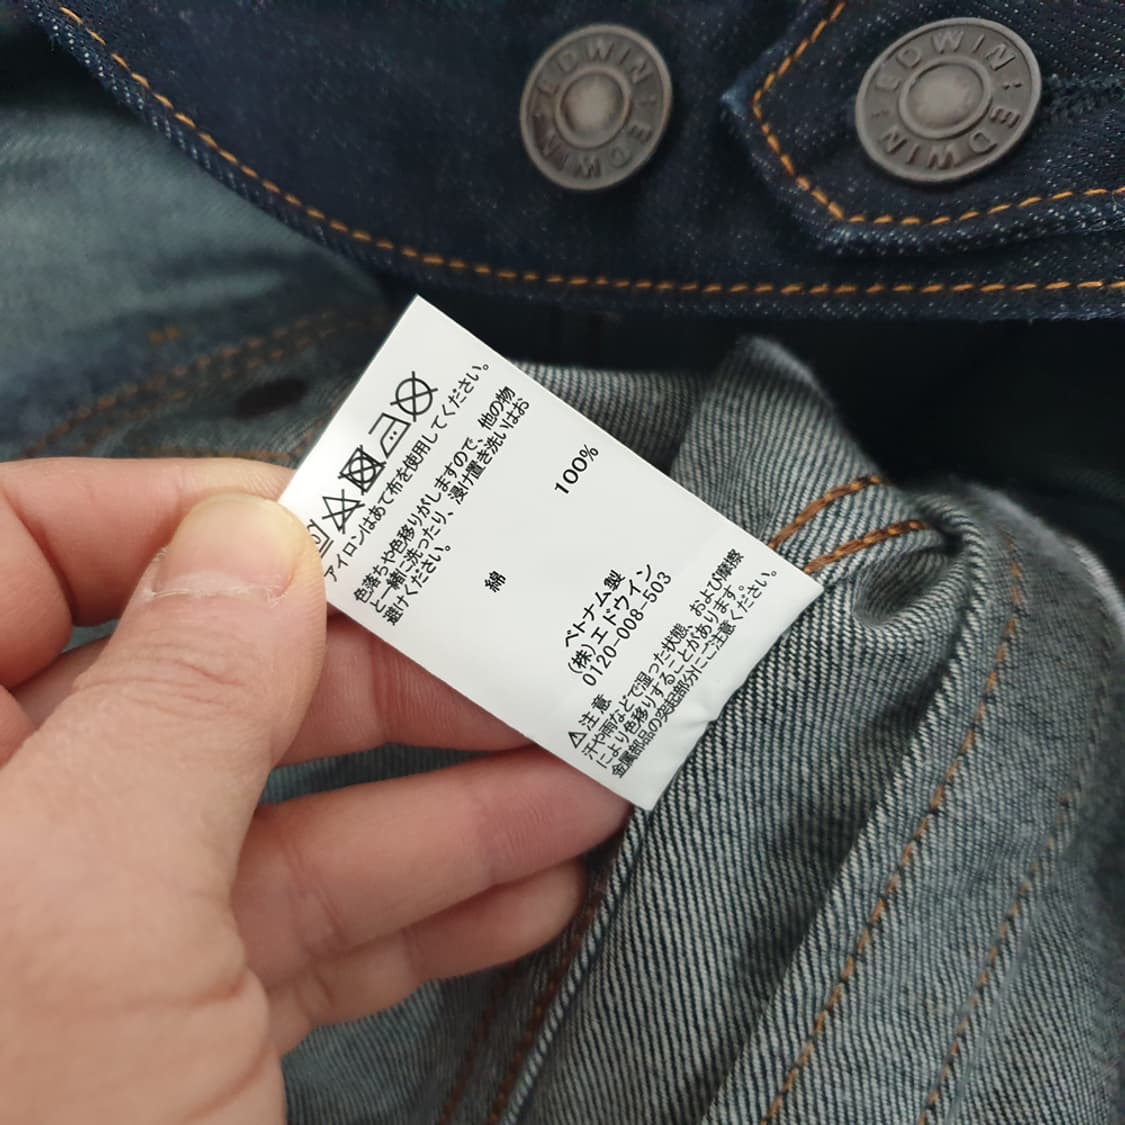 EDWIN: EDWIN:
EDWIN: EDWIN:
アイロンはあて布を使用してください。
色落ちや色移りがしますので、他の物
と一緒に洗ったり、浸け置き洗いはお
避けください。
綿 100%
ベトナム製
(株)エドウイン
0120-008-503
⚠注意
汗や雨などで湿った状態、および摩擦
により色移りすることがあります。
金属部品の突起部分にご注意ください。